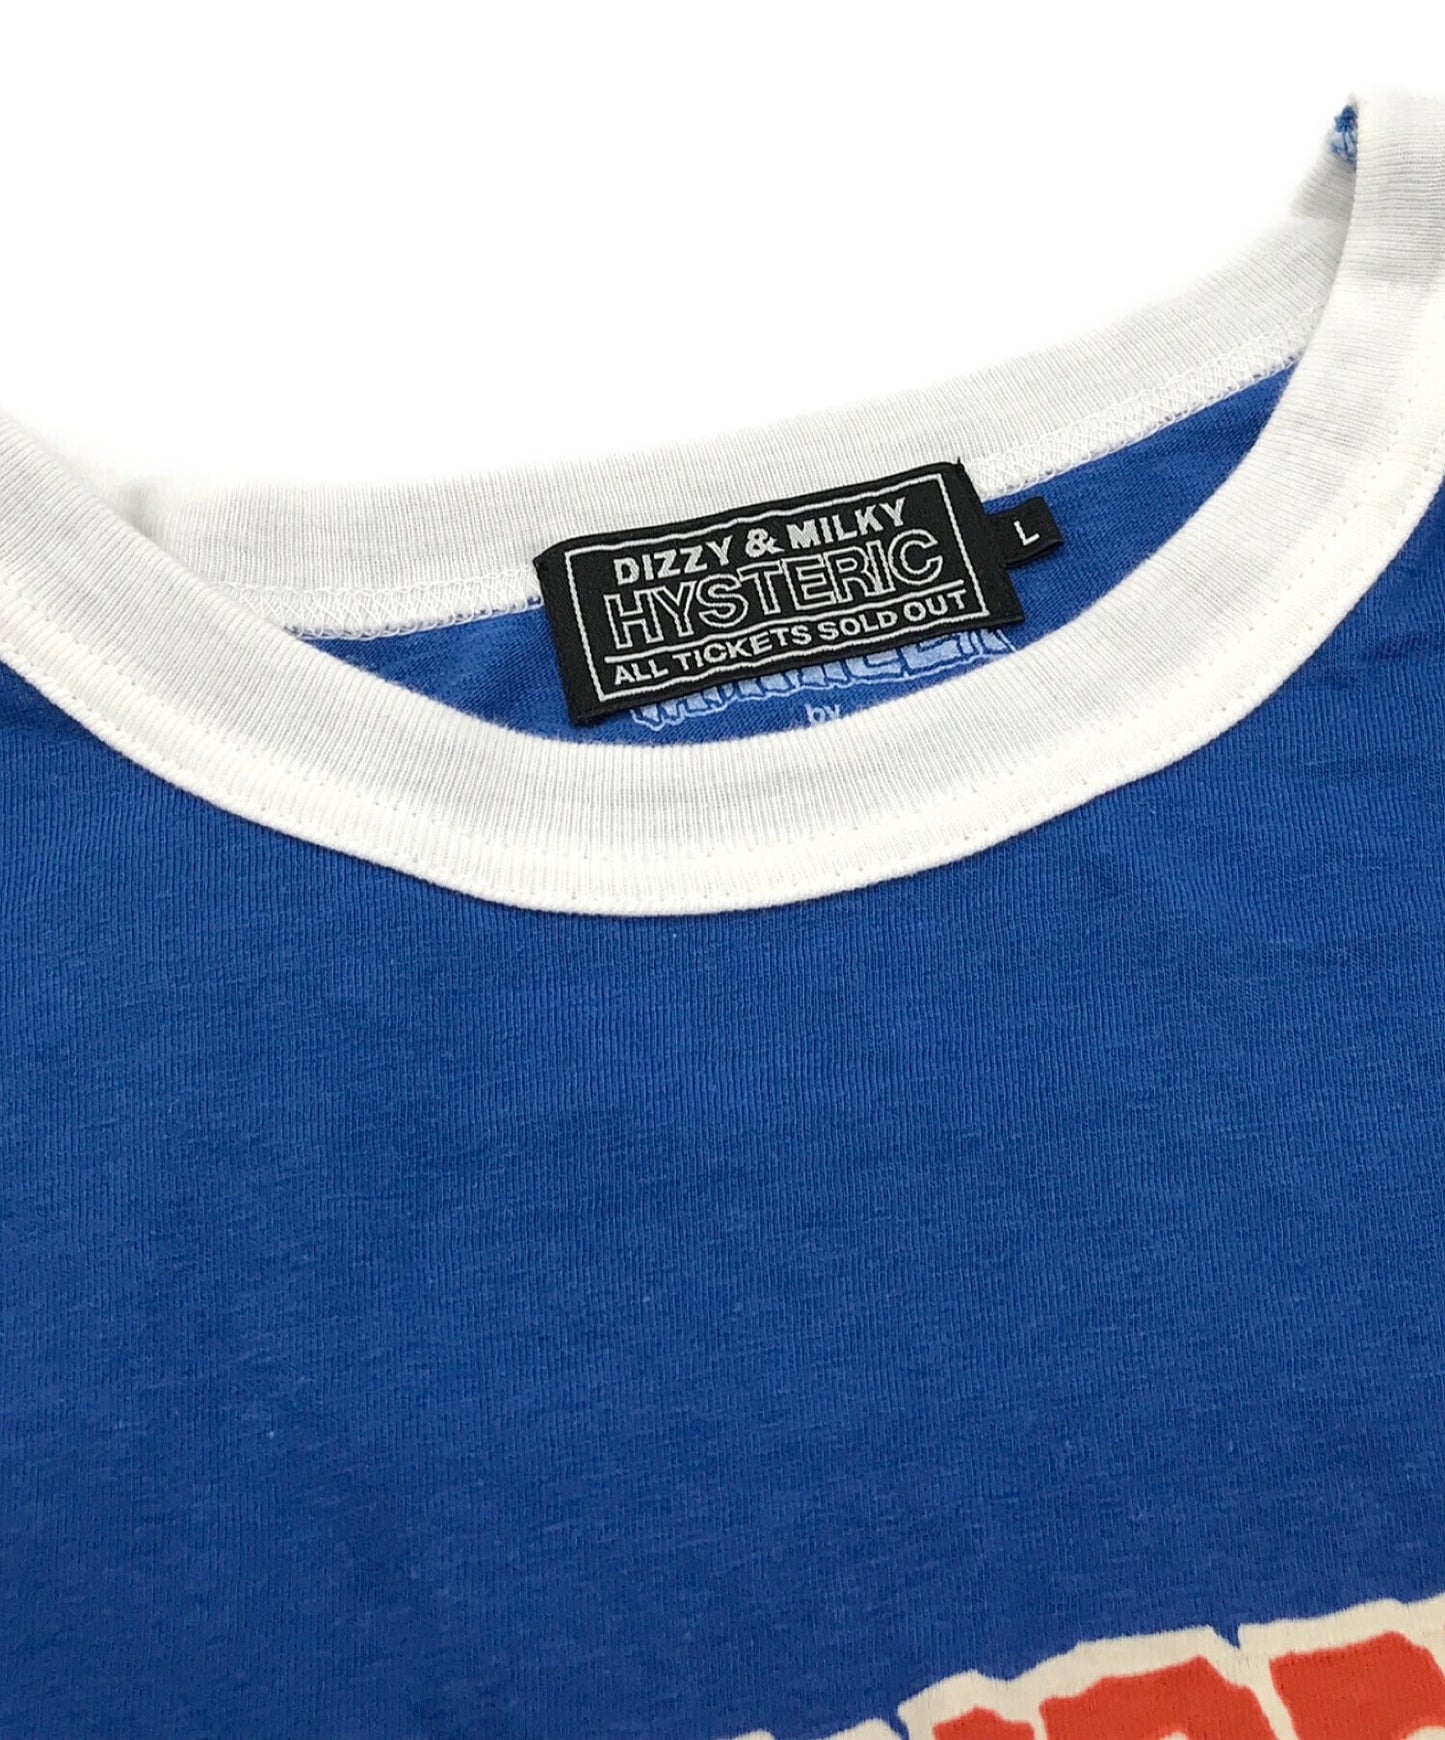 DIZZY & MILKY
HYSTERIC
ALL TICKETS SOLD OUT
L
by